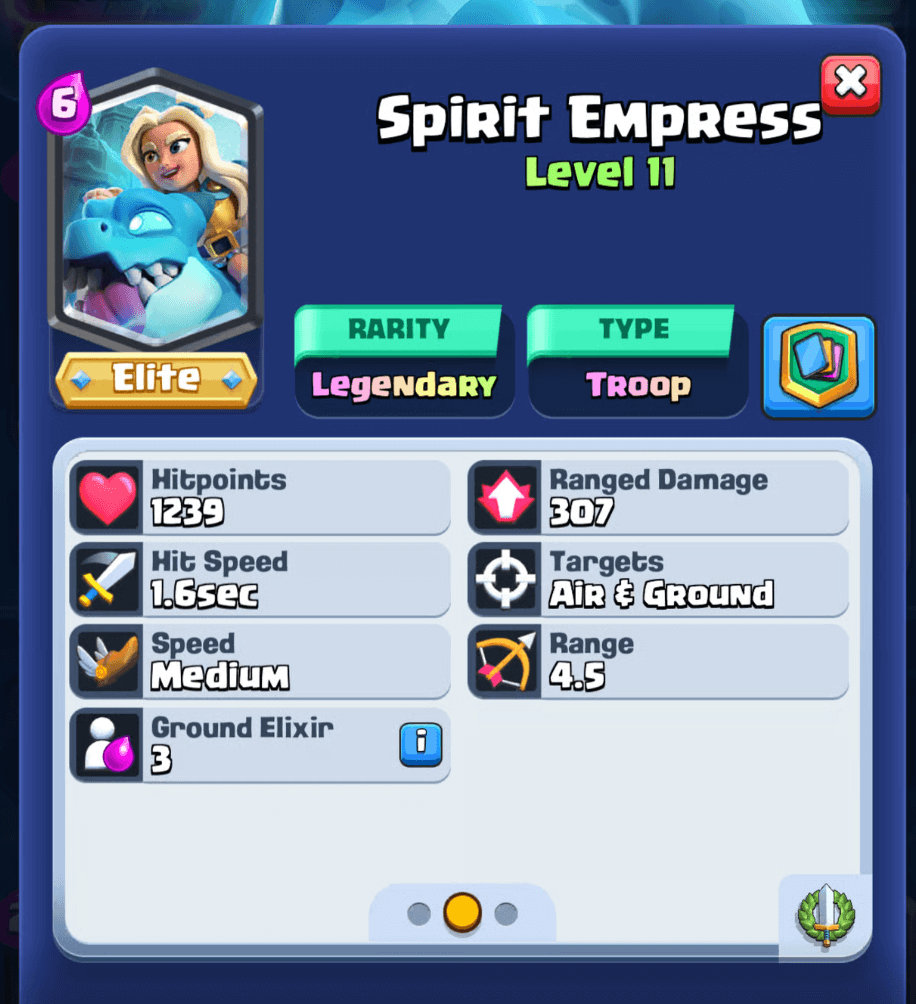 6
Spirit Empress
Level 11
Elite
RARITY
Legendary
TYPE
Troop
Hitpoints
1239
Ranged Damage
307
Hit Speed
1.6sec
Targets
Air & Ground
Speed
Medium
Range
4.5
Ground Elixir
3
i